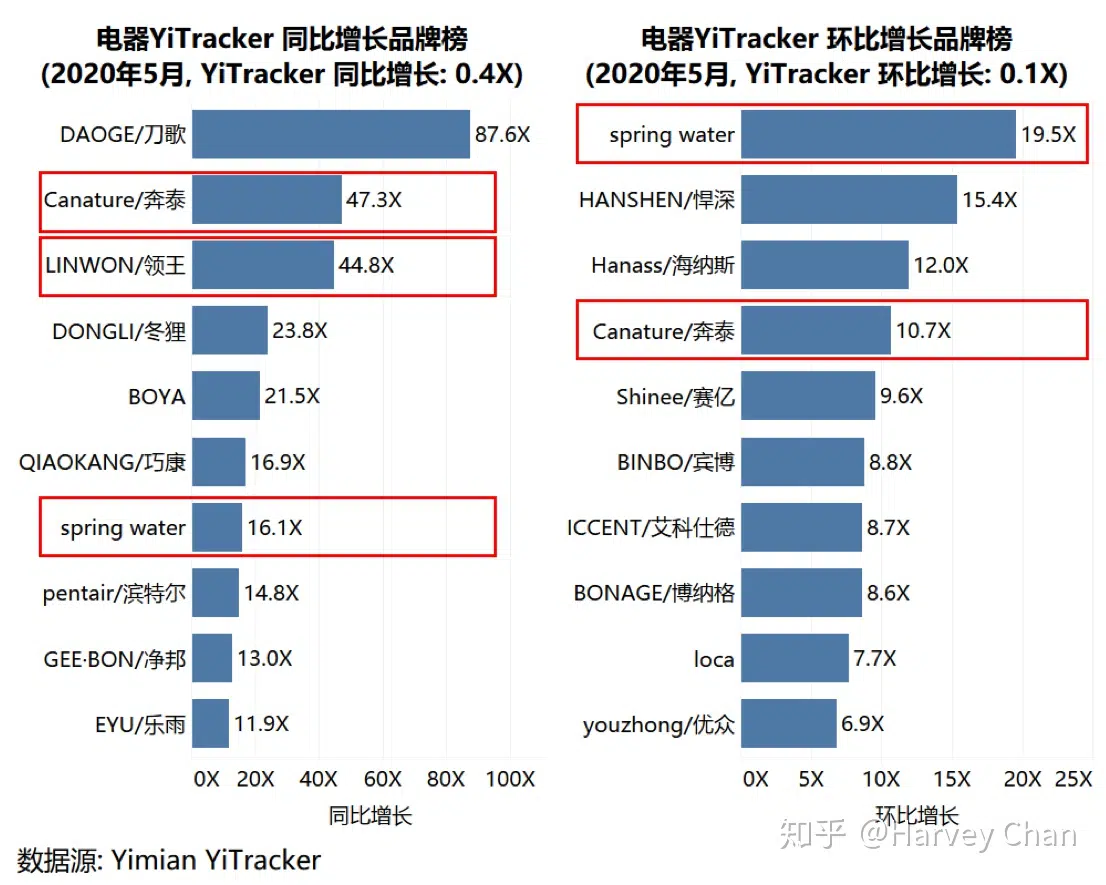 电器YiTracker 同比增长品牌榜
(2020年5月, YiTracker 同比增长: 0.4X)
DAOGE/刀歌 87.6X
Canature/奔泰 47.3X
LINWON/领王 44.8X
DONGLI/冬狸 23.8X
BOYA 21.5X
QIAOKANG/巧康 16.9X
spring water 16.1X
pentair/滨特尔 14.8X
GEE·BON/净邦 13.0X
EYU/乐雨 11.9X
0X 20X 40X 60X 80X 100X
同比增长
电器YiTracker 环比增长品牌榜
(2020年5月, YiTracker 环比增长: 0.1X)
spring water 19.5X
HANSHEN/悍深 15.4X
Hanass/海纳斯 12.0X
Canature/奔泰 10.7X
Shinee/赛亿 9.6X
BINBO/宾博 8.8X
ICCENT/艾科仕德 8.7X
BONAGE/博纳格 8.6X
loca 7.7X
youzhong/优众 6.9X
0X 5X 10X 15X 20X 25X
环比增长
知乎 @Harvey Chan
数据源: Yimian YiTracker